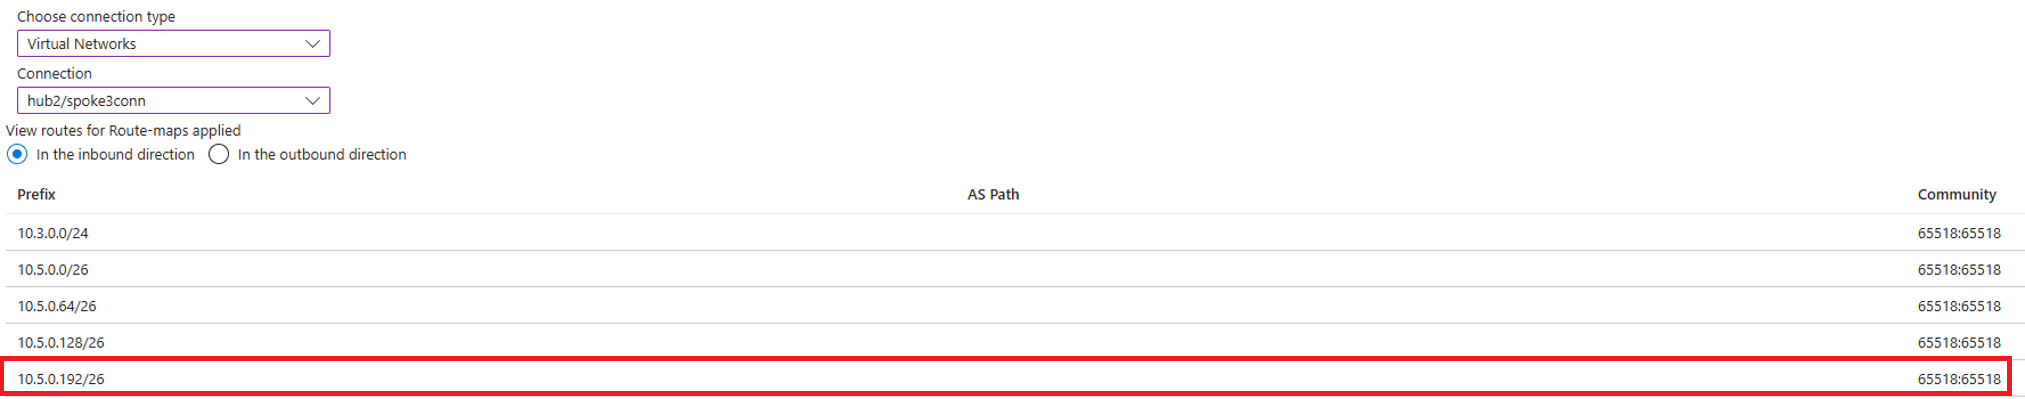 Choose connection type
Virtual Networks
Connection
hub2/spoke3conn
View routes for Route-maps applied
In the inbound direction In the outbound direction
Prefix AS Path Community
10.3.0.0/24 65518:65518
10.5.0.0/26 65518:65518
10.5.0.64/26 65518:65518
10.5.0.128/26 65518:65518
10.5.0.192/26 65518:65518